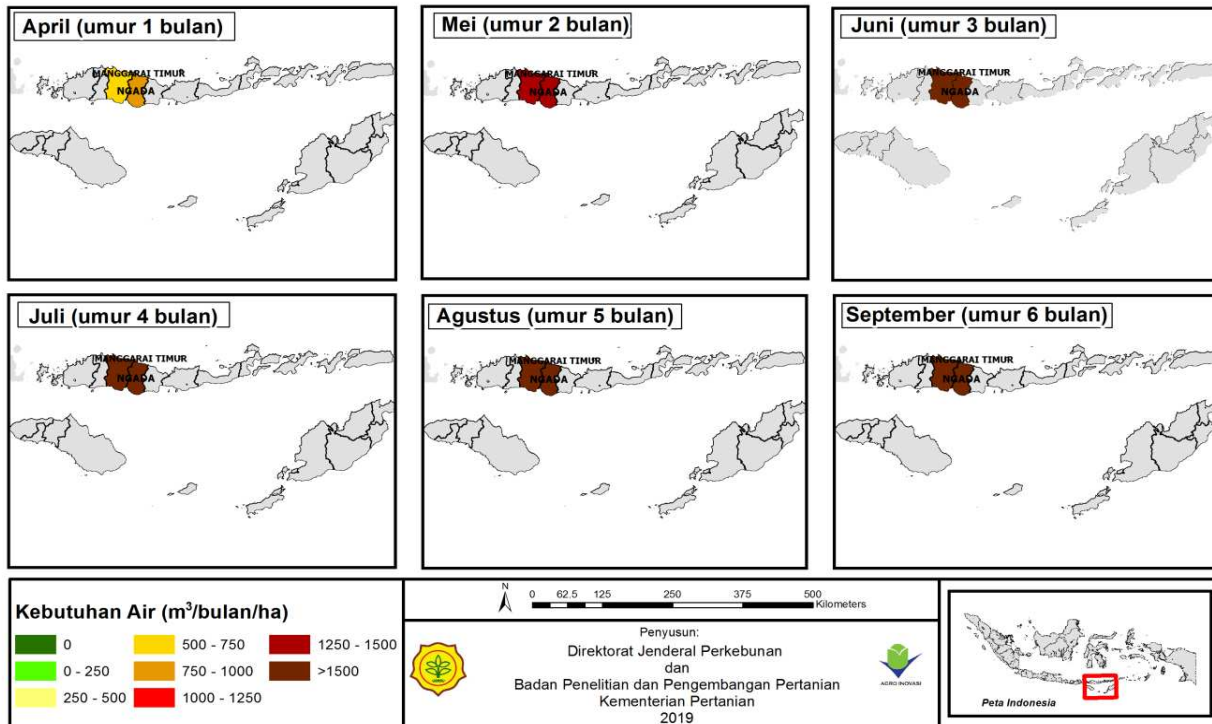 April (umur 1 bulan)
MANGGARAI TIMUR
NGADA
Mei (umur 2 bulan)
MANGGARAI TIMUR
NGADA
Juni (umur 3 bulan)
MANGGARAI TIMUR
NGADA
Juli (umur 4 bulan)
MANGGARAI TIMUR
NGADA
Agustus (umur 5 bulan)
MANGGARAI TIMUR
NGADA
September (umur 6 bulan)
MANGGARAI TIMUR
NGADA
Kebutuhan Air (m³/bulan/ha)
0
0 - 250
250 - 500
500 - 750
750 - 1000
1000 - 1250
1250 - 1500
>1500
N
0 62.5 125 250 375 500
Kilometers
Penyusun:
Direktorat Jenderal Perkebunan
dan
Badan Penelitian dan Pengembangan Pertanian
Kementerian Pertanian
2019
AGRO INOVASI
Peta Indonesia